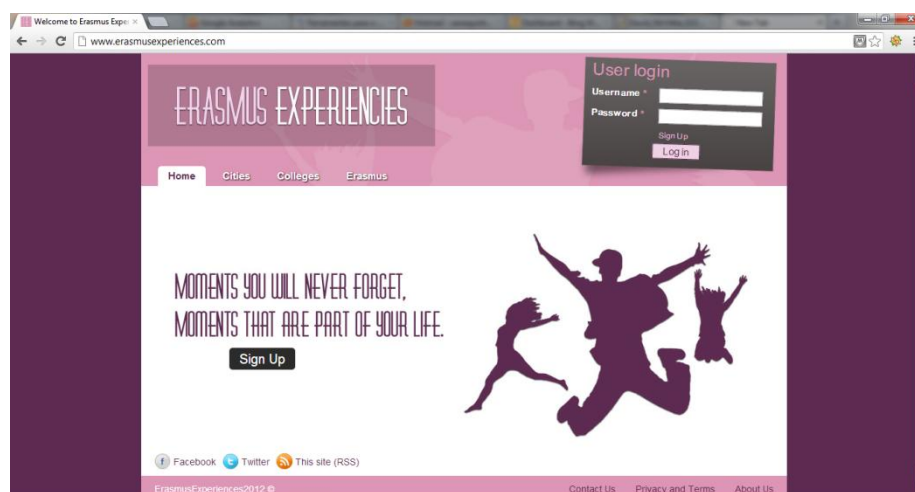 Welcome to Erasmus Exper
www.erasmusexperiences.com
ERASMUS EXPERIENCIES
User login
Username *
Password *
Sign Up
Log in
Home Cities Colleges Erasmus
MOMENTS YOU WILL NEVER FORGET,
MOMENTS THAT ARE PART OF YOUR LIFE.
Sign Up
Facebook Twitter This site (RSS)
ErasmusExperiences2012 © Contact Us Privacy and Terms About Us